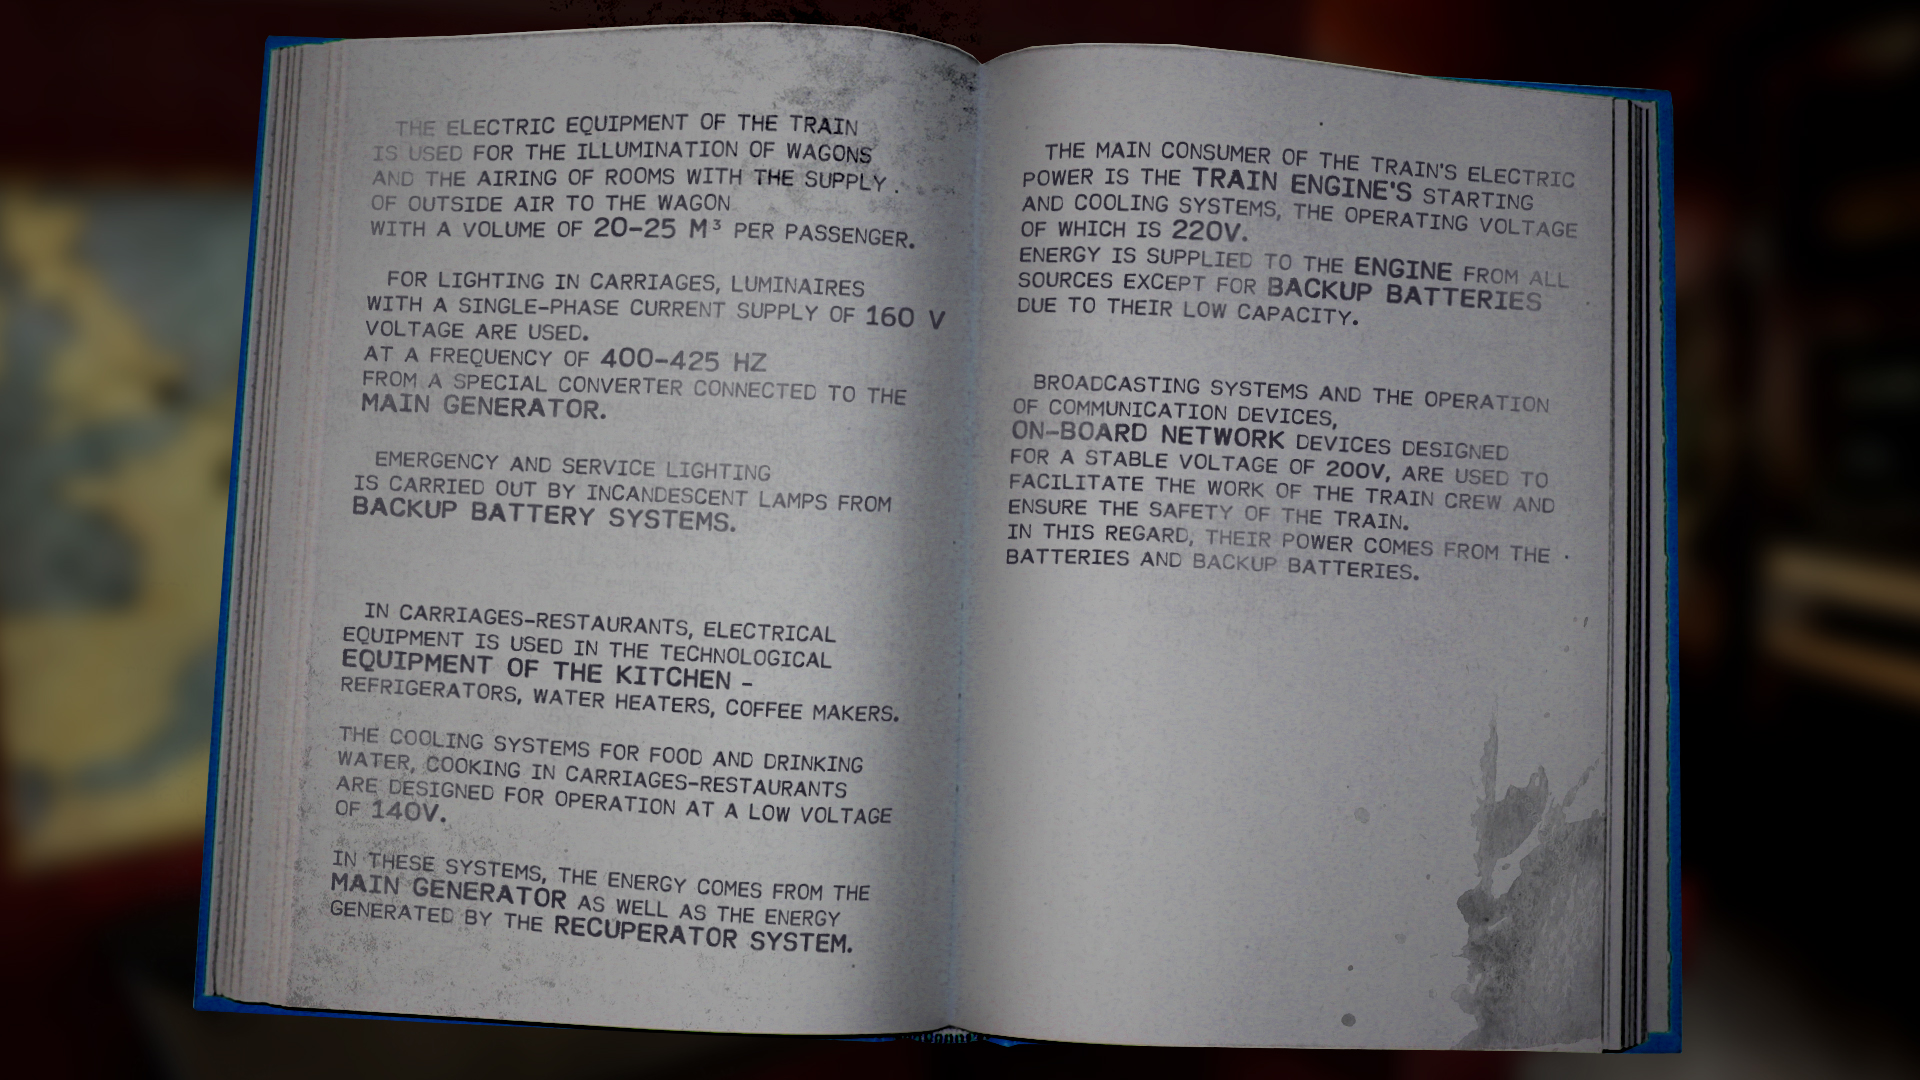 THE ELECTRIC EQUIPMENT OF THE TRAIN
IS USED FOR THE ILLUMINATION OF WAGONS
AND THE AIRING OF ROOMS WITH THE SUPPLY
OF OUTSIDE AIR TO THE WAGON
WITH A VOLUME OF 20-25 M³ PER PASSENGER.
FOR LIGHTING IN CARRIAGES, LUMINAIRES
WITH A SINGLE-PHASE CURRENT SUPPLY OF 160 V
VOLTAGE ARE USED.
AT A FREQUENCY OF 400-425 HZ
FROM A SPECIAL CONVERTER CONNECTED TO THE
MAIN GENERATOR.
EMERGENCY AND SERVICE LIGHTING
IS CARRIED OUT BY INCANDESCENT LAMPS FROM
BACKUP BATTERY SYSTEMS.
IN CARRIAGES-RESTAURANTS, ELECTRICAL
EQUIPMENT IS USED IN THE TECHNOLOGICAL
EQUIPMENT OF THE KITCHEN -
REFRIGERATORS, WATER HEATERS, COFFEE MAKERS.
THE COOLING SYSTEMS FOR FOOD AND DRINKING
WATER, COOKING IN CARRIAGES-RESTAURANTS
ARE DESIGNED FOR OPERATION AT A LOW VOLTAGE
OF 140V.
IN THESE SYSTEMS, THE ENERGY COMES FROM THE
MAIN GENERATOR AS WELL AS THE ENERGY
GENERATED BY THE RECUPERATOR SYSTEM.
THE MAIN CONSUMER OF THE TRAIN'S ELECTRIC
POWER IS THE TRAIN ENGINE'S STARTING
AND COOLING SYSTEMS, THE OPERATING VOLTAGE
OF WHICH IS 220V.
ENERGY IS SUPPLIED TO THE ENGINE FROM ALL
SOURCES EXCEPT FOR BACKUP BATTERIES
DUE TO THEIR LOW CAPACITY.
BROADCASTING SYSTEMS AND THE OPERATION
OF COMMUNICATION DEVICES,
ON-BOARD NETWORK DEVICES DESIGNED
FOR A STABLE VOLTAGE OF 200V, ARE USED TO
FACILITATE THE WORK OF THE TRAIN CREW AND
ENSURE THE SAFETY OF THE TRAIN.
IN THIS REGARD, THEIR POWER COMES FROM THE
BATTERIES AND BACKUP BATTERIES.